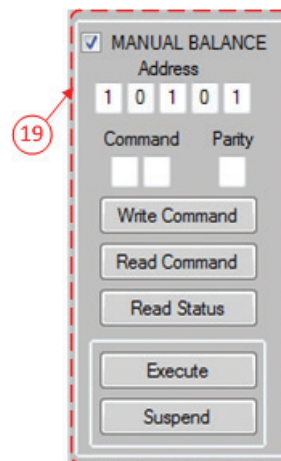 MANUAL BALANCE
Address
1 0 1 0 1
19
Command Parity
Write Command
Read Command
Read Status
Execute
Suspend